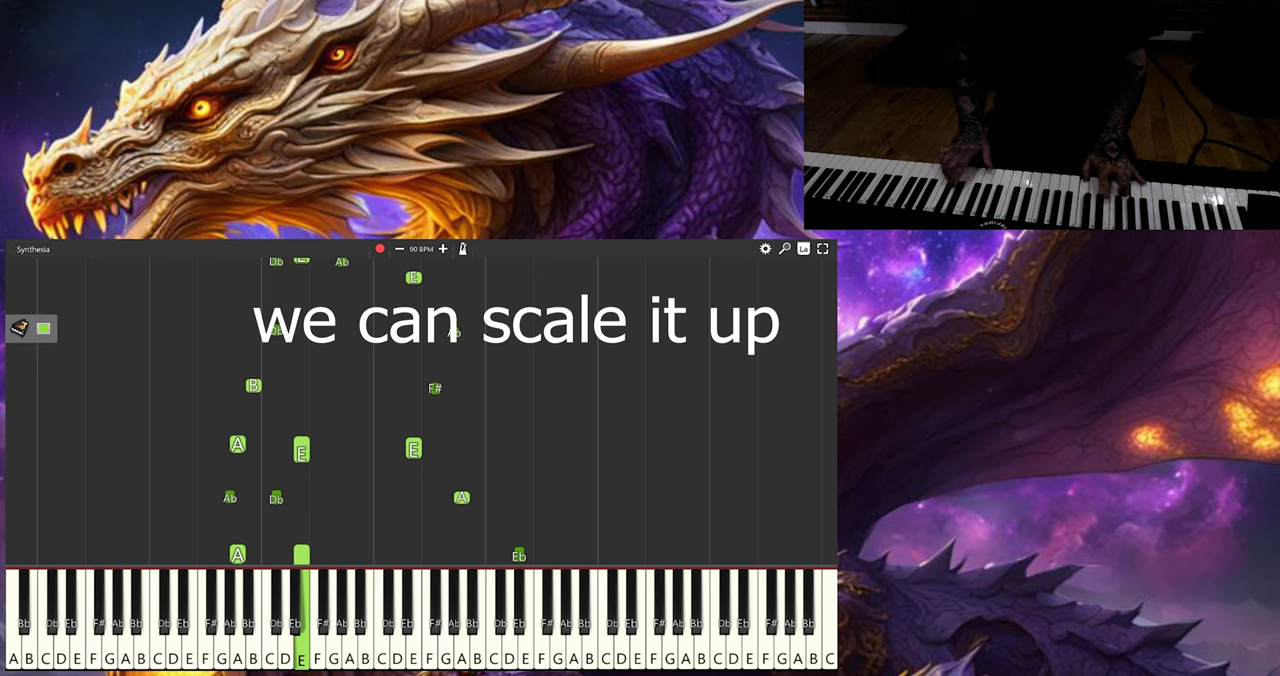 Synthesia
90 BPM
La
Db E Ab
E
we can scale it up
B F#
A E E
Ab Db A
A Eb
Bb Db Eb F# Ab Bb Db Eb F# Ab Bb Db Eb F# Ab Bb Db Eb F# Ab Bb Db Eb F# Ab Bb Db Eb F# Ab Bb Db Eb F# Ab Bb
A B C D E F G A B C D E F G A B C D E F G A B C D E F G A B C D E F G A B C D E F G A B C D E F G A B C